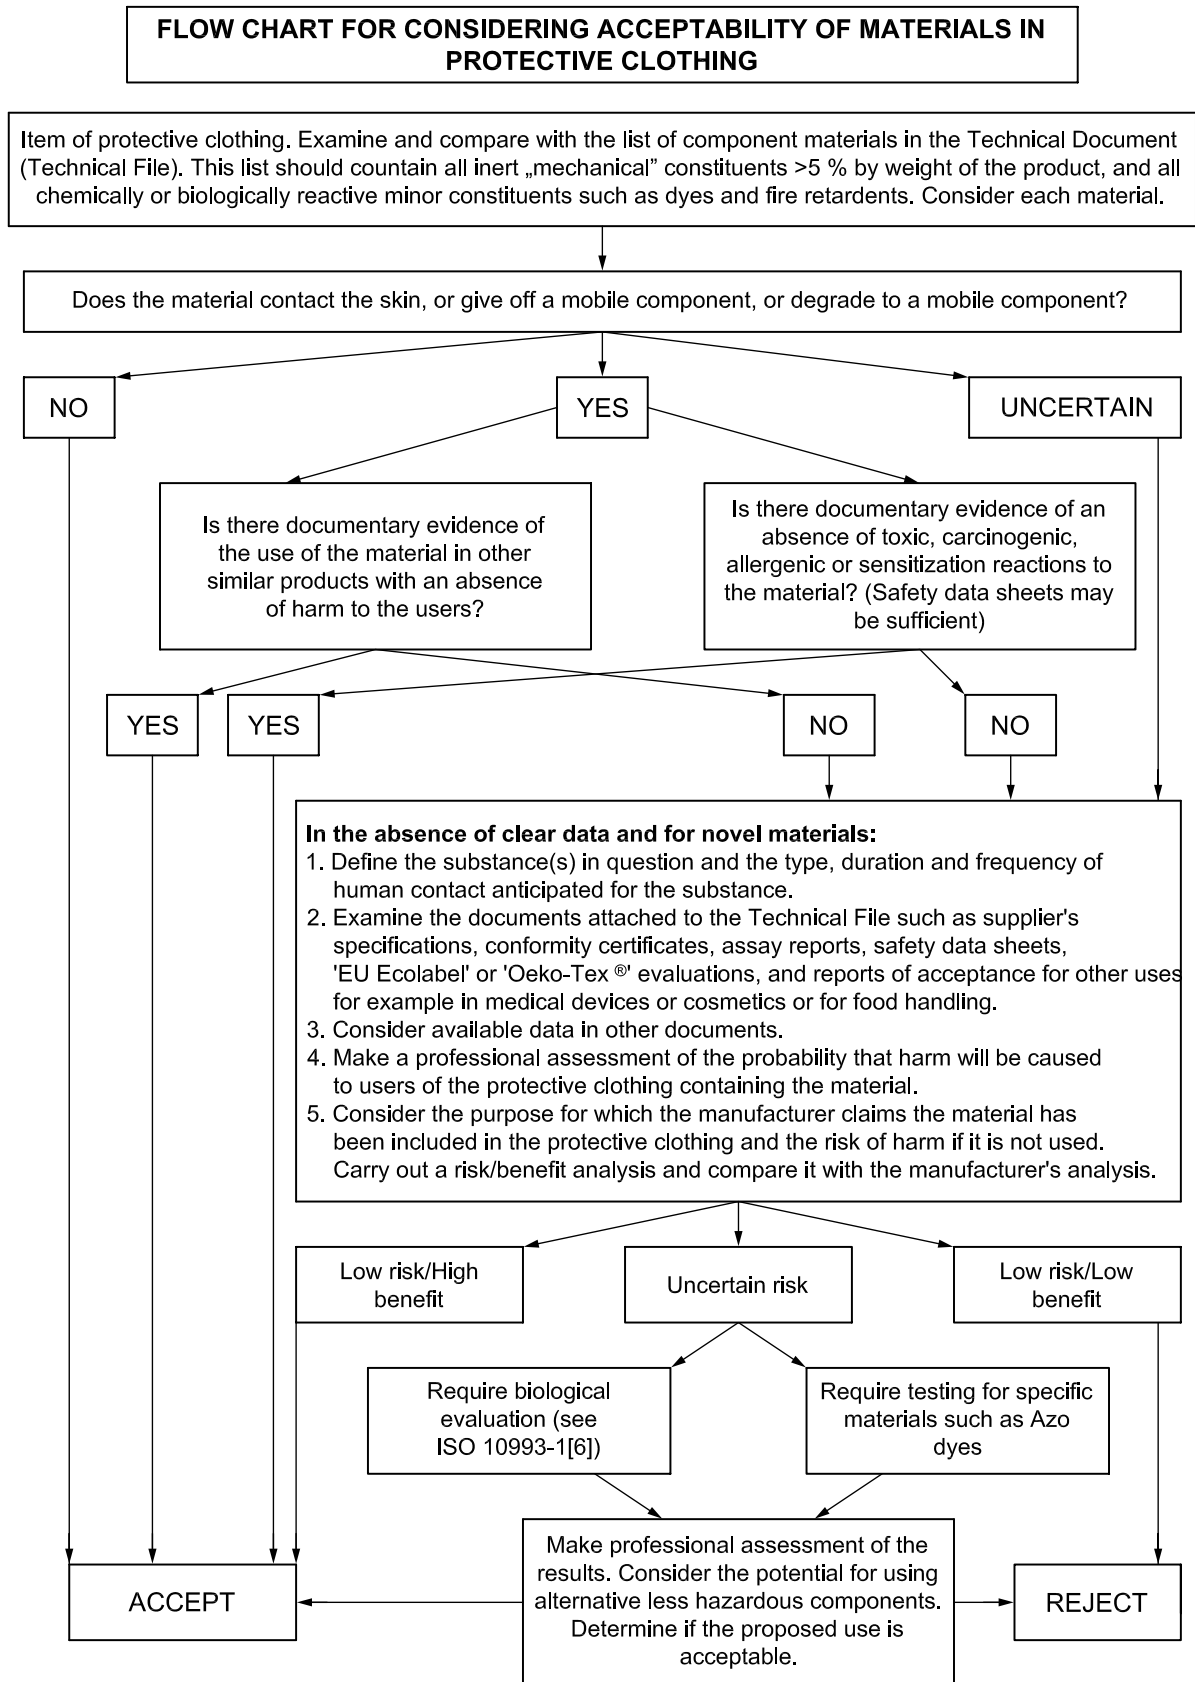 FLOW CHART FOR CONSIDERING ACCEPTABILITY OF MATERIALS IN
PROTECTIVE CLOTHING
Item of protective clothing. Examine and compare with the list of component materials in the Technical Document
(Technical File). This list should countain all inert „mechanical” constituents >5 % by weight of the product, and all
chemically or biologically reactive minor constituents such as dyes and fire retardents. Consider each material.
Does the material contact the skin, or give off a mobile component, or degrade to a mobile component?
NO
YES
UNCERTAIN
Is there documentary evidence of
the use of the material in other
similar products with an absence
of harm to the users?
Is there documentary evidence of an
absence of toxic, carcinogenic,
allergenic or sensitization reactions to
the material? (Safety data sheets may
be sufficient)
YES
YES
NO
NO
In the absence of clear data and for novel materials:
1. Define the substance(s) in question and the type, duration and frequency of
human contact anticipated for the substance.
2. Examine the documents attached to the Technical File such as supplier's
specifications, conformity certificates, assay reports, safety data sheets,
'EU Ecolabel' or 'Oeko-Tex ®' evaluations, and reports of acceptance for other uses
for example in medical devices or cosmetics or for food handling.
3. Consider available data in other documents.
4. Make a professional assessment of the probability that harm will be caused
to users of the protective clothing containing the material.
5. Consider the purpose for which the manufacturer claims the material has
been included in the protective clothing and the risk of harm if it is not used.
Carry out a risk/benefit analysis and compare it with the manufacturer's analysis.
Low risk/High
benefit
Uncertain risk
Low risk/Low
benefit
Require biological
evaluation (see
ISO 10993-1[6])
Require testing for specific
materials such as Azo
dyes
ACCEPT
Make professional assessment of the
results. Consider the potential for using
alternative less hazardous components.
Determine if the proposed use is
acceptable.
REJECT